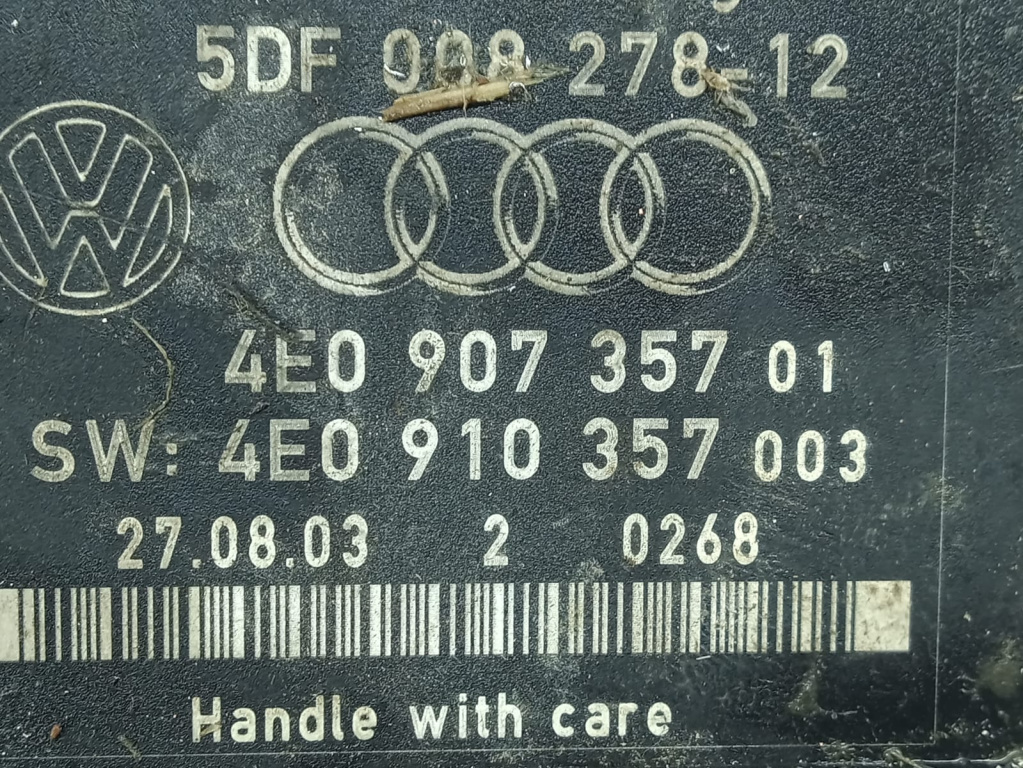 5DF 008 278-12
4E0 907 357 01
SW: 4E0 910 357 003
27.08.03 2 0268
Handle with care